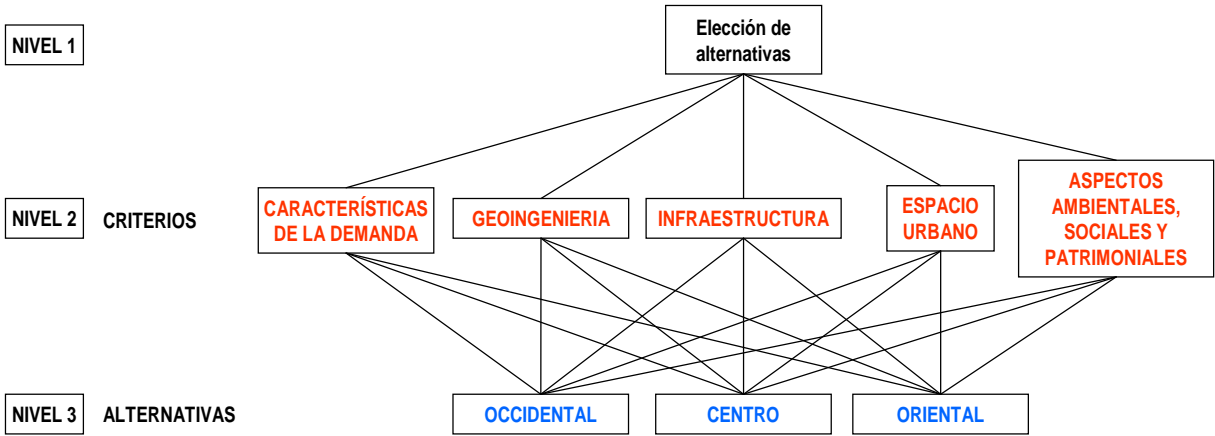 NIVEL 1
Elección de
alternativas
NIVEL 2
CRITERIOS
CARACTERÍSTICAS
DE LA DEMANDA
GEOINGENIERIA
INFRAESTRUCTURA
ESPACIO
URBANO
ASPECTOS
AMBIENTALES,
SOCIALES Y
PATRIMONIALES
NIVEL 3
ALTERNATIVAS
OCCIDENTAL
CENTRO
ORIENTAL